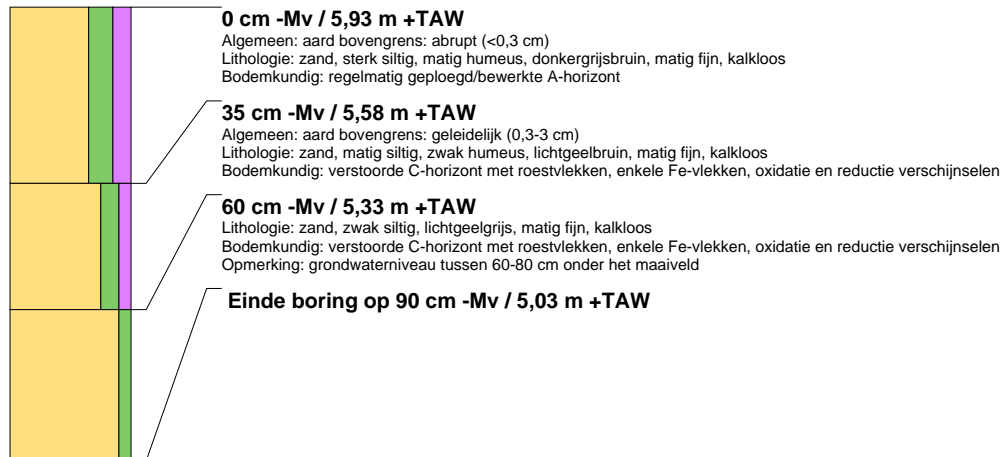 0 cm -Mv / 5,93 m +TAW
Algemeen: aard bovengrens: abrupt (<0,3 cm)
Lithologie: zand, sterk siltig, matig humeus, donkergrijsbruin, matig fijn, kalkloos
Bodemkundig: regelmatig geploegd/bewerkte A-horizont
35 cm -Mv / 5,58 m +TAW
Algemeen: aard bovengrens: geleidelijk (0,3-3 cm)
Lithologie: zand, matig siltig, zwak humeus, lichtgeelbruin, matig fijn, kalkloos
Bodemkundig: verstoorde C-horizont met roestvlekken, enkele Fe-vlekken, oxidatie en reductie verschijnselen
60 cm -Mv / 5,33 m +TAW
Lithologie: zand, zwak siltig, lichtgeelgrijs, matig fijn, kalkloos
Bodemkundig: verstoorde C-horizont met roestvlekken, enkele Fe-vlekken, oxidatie en reductie verschijnselen
Opmerking: grondwaterniveau tussen 60-80 cm onder het maaiveld
Einde boring op 90 cm -Mv / 5,03 m +TAW